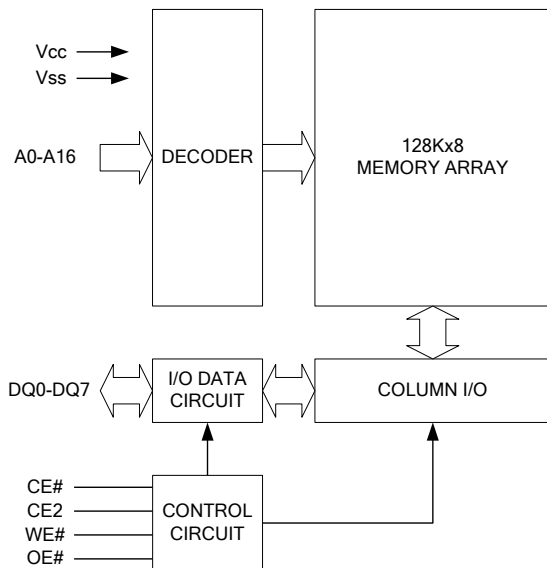 Vcc
Vss
A0-A16
DECODER
128Kx8
MEMORY ARRAY
DQ0-DQ7
I/O DATA
CIRCUIT
COLUMN I/O
CE#
CE2
WE#
OE#
CONTROL
CIRCUIT